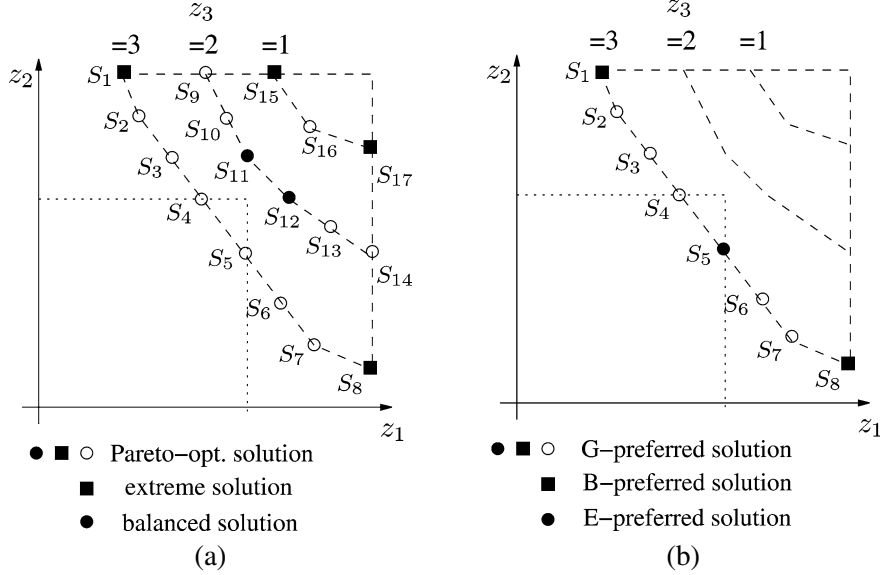 z3
=3 =2 =1
z2
S1
S9
S15
S2
S10
S16
S3
S11
S17
S4
S12
S13
S5
S14
S6
S7
S8
z1
Pareto−opt. solution
extreme solution
balanced solution
(a)
z3
=3 =2 =1
z2
S1
S2
S3
S4
S5
S6
S7
S8
z1
G−preferred solution
B−preferred solution
E−preferred solution
(b)